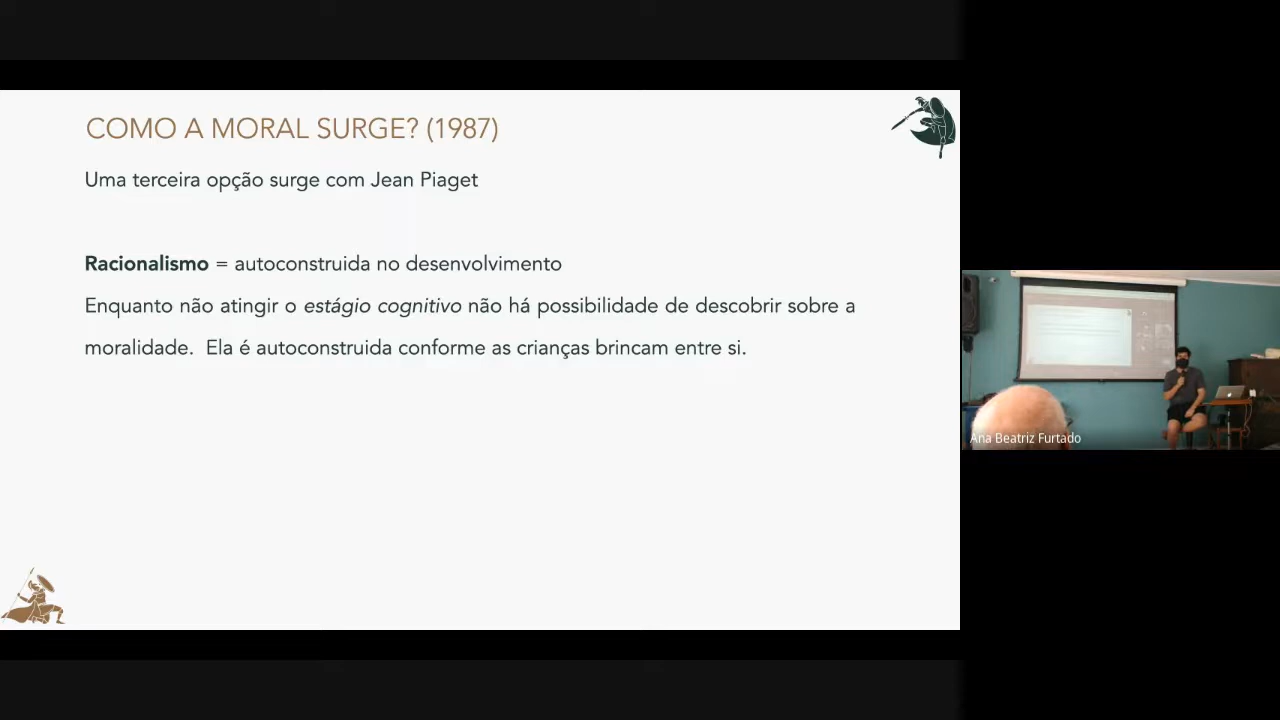 COMO A MORAL SURGE? (1987)
Uma terceira opção surge com Jean Piaget
Racionalismo = autoconstruida no desenvolvimento
Enquanto não atingir o estágio cognitivo não há possibilidade de descobrir sobre a
moralidade. Ela é autoconstruida conforme as crianças brincam entre si.
Ana Beatriz Furtado